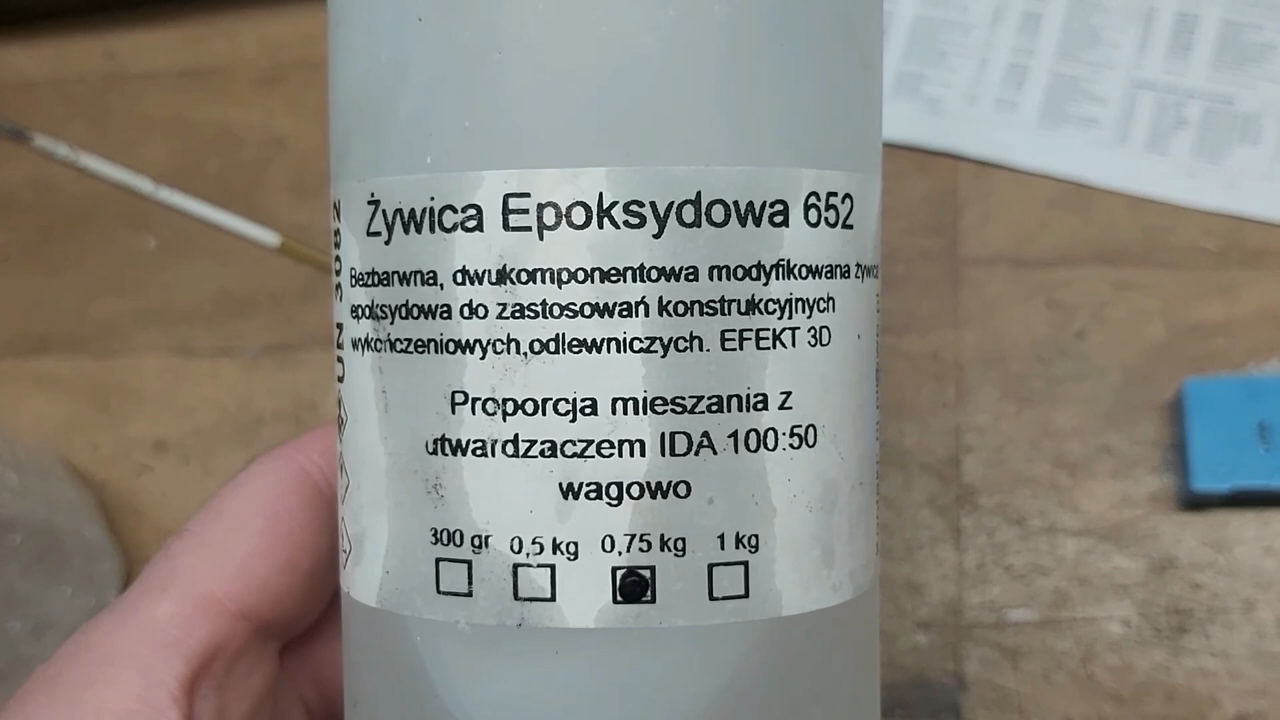 Żywica Epoksydowa 652
Bezbarwna, dwukomponentowa modyfikowana żywica
epoksydowa do zastosowań konstrukcyjnych
wykończeniowych,odlewniczych. EFEKT 3D
Proporcja mieszania z
utwardzaczem IDA 100:50
wagowo
300 gr 0,5 kg 0,75 kg 1 kg
UN 3082